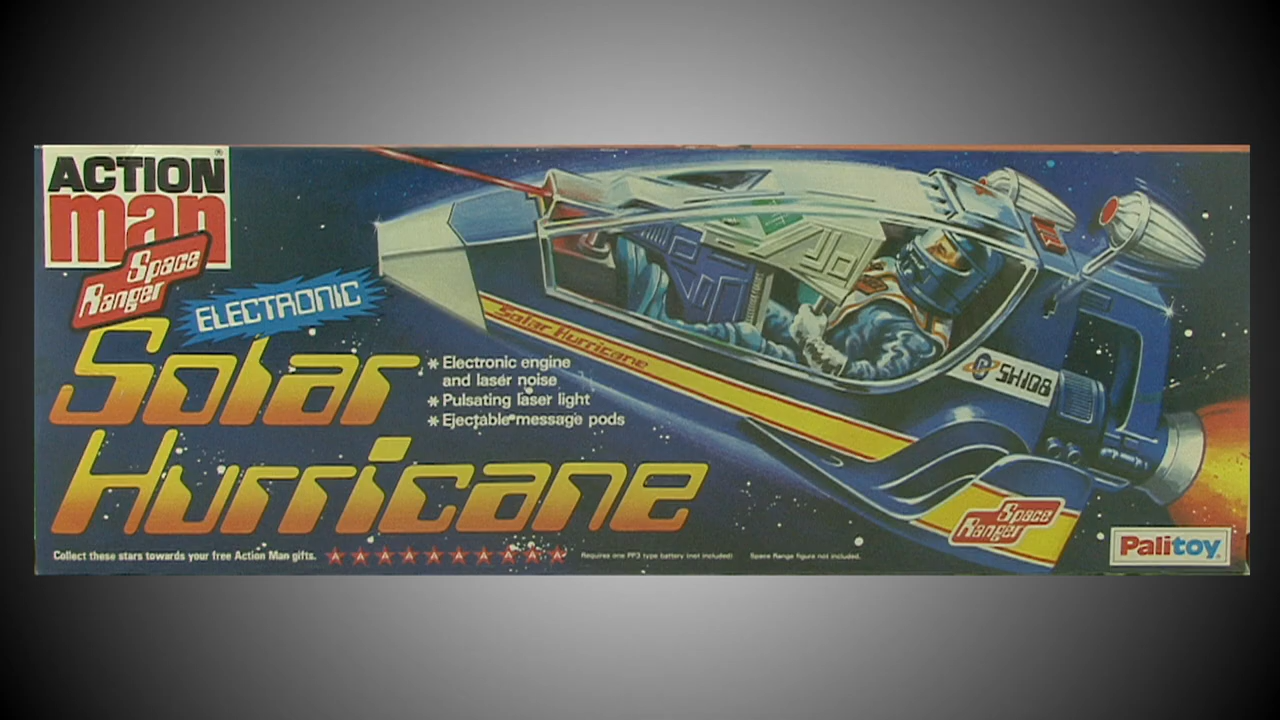 ACTION
man
Space
Ranger
ELECTRONIC
Solar
Hurricane
* Electronic engine
and laser noise
* Pulsating laser light
* Ejectable message pods
Solar Hurricane
SH108
Space
Ranger
Collect these stars towards your free Action Man gifts.
Requires one PP3 type battery (not included)
Space Range figure not included.
Palitoy